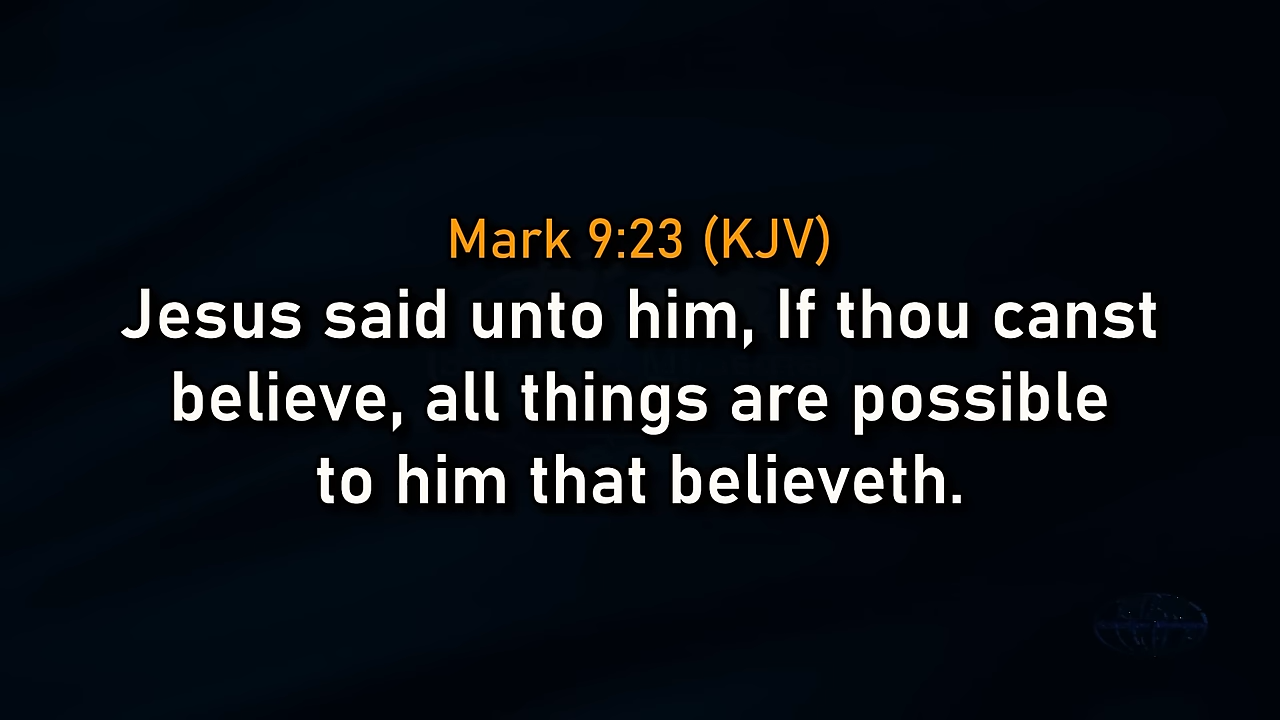 Mark 9:23 (KJV)
Jesus said unto him, If thou canst
believe, all things are possible
to him that believeth.